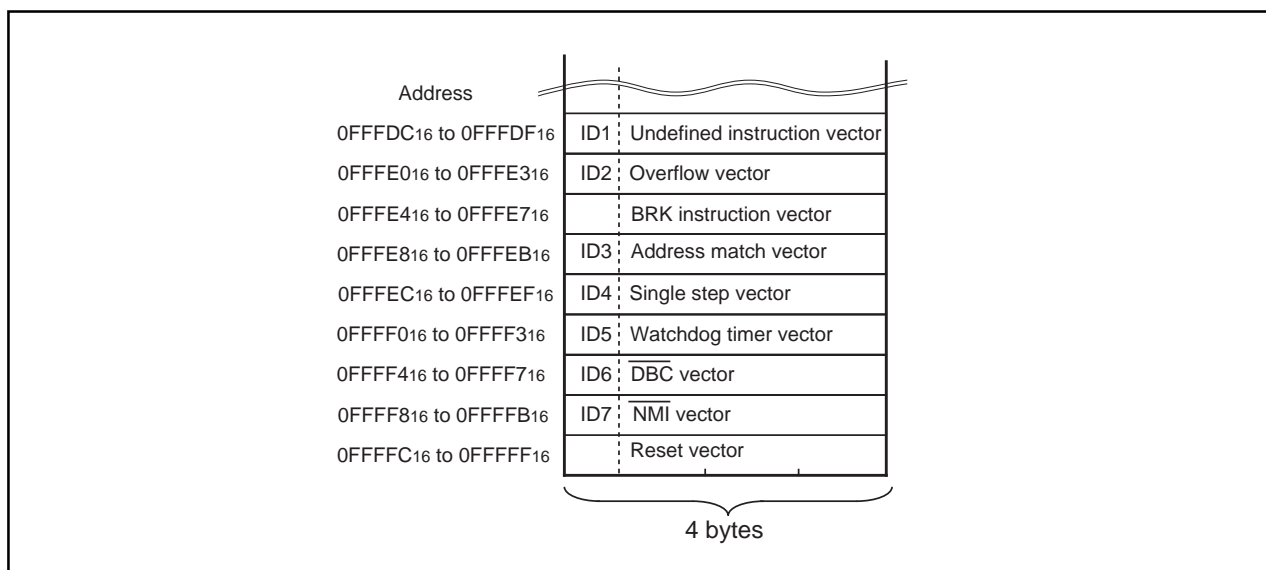 Address
0FFFDC16 to 0FFFDF16 ID1 Undefined instruction vector
0FFFE016 to 0FFFE316 ID2 Overflow vector
0FFFE416 to 0FFFE716 BRK instruction vector
0FFFE816 to 0FFFEB16 ID3 Address match vector
0FFFEC16 to 0FFFEF16 ID4 Single step vector
0FFFF016 to 0FFFF316 ID5 Watchdog timer vector
0FFFF416 to 0FFFF716 ID6 DBC vector
0FFFF816 to 0FFFFB16 ID7 NMI vector
0FFFFC16 to 0FFFFF16 Reset vector
4 bytes